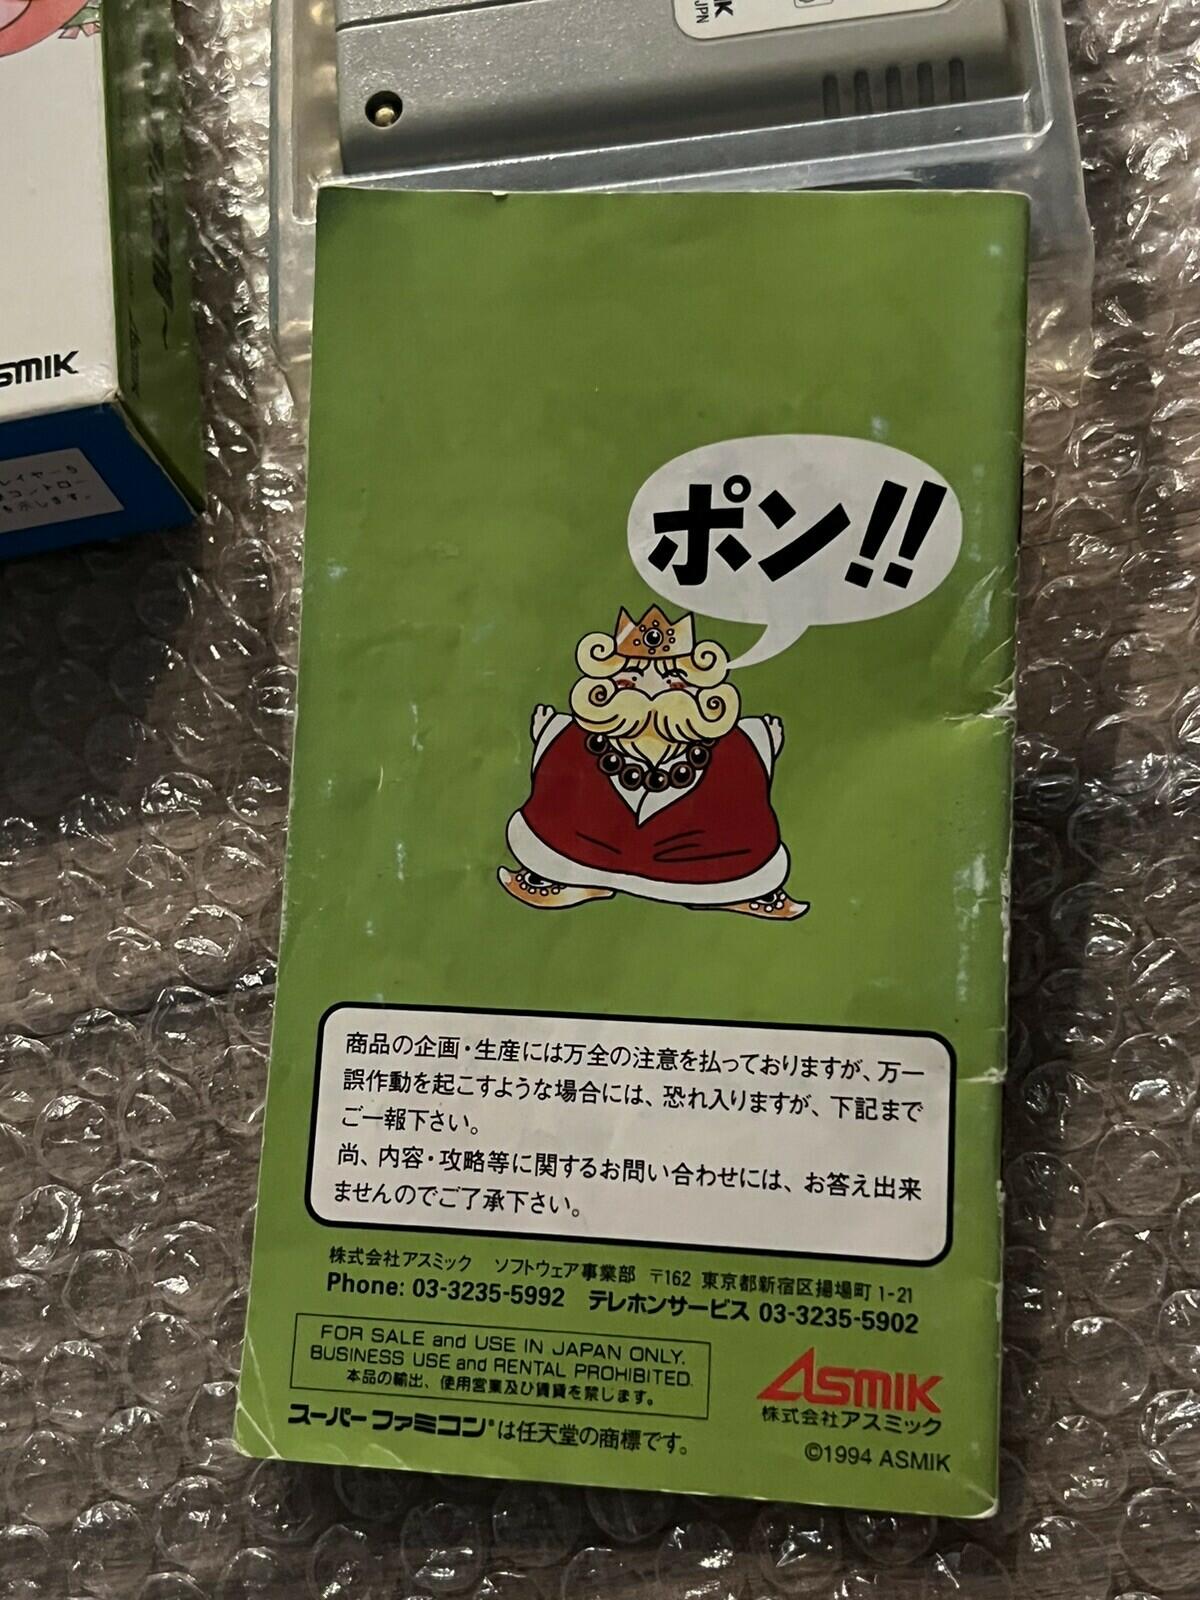 JPN
SMIK
ポン!!
商品の企画・生産には万全の注意を払っておりますが、万一
誤作動を起こすような場合には、恐れ入りますが、下記まで
ご一報下さい。
尚、内容・攻略等に関するお問い合わせには、お答え出来
ませんのでご了承下さい。
株式会社アスミック ソフトウェア事業部 〒162 東京都新宿区揚場町1-21
Phone: 03-3235-5992 テレホンサービス 03-3235-5902
FOR SALE and USE IN JAPAN ONLY.
BUSINESS USE and RENTAL PROHIBITED.
本品の輸出、使用営業及び賃貸を禁じます。
スーパーファミコン®は任天堂の商標です。
ASMIK
株式会社アスミック
©1994 ASMIK